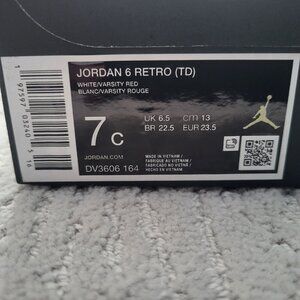 JORDAN 6 RETRO (TD)
WHITE/VARSITY RED
BLANC/VARSITY ROUGE
7C
UK 6.5 cm 13
BR 22.5 EUR 23.5
JORDAN.COM
DV3606 164
MADE IN VIETNAM /
FABRIQUÉ AU VIETNAM /
HECHO EN VIETNAM